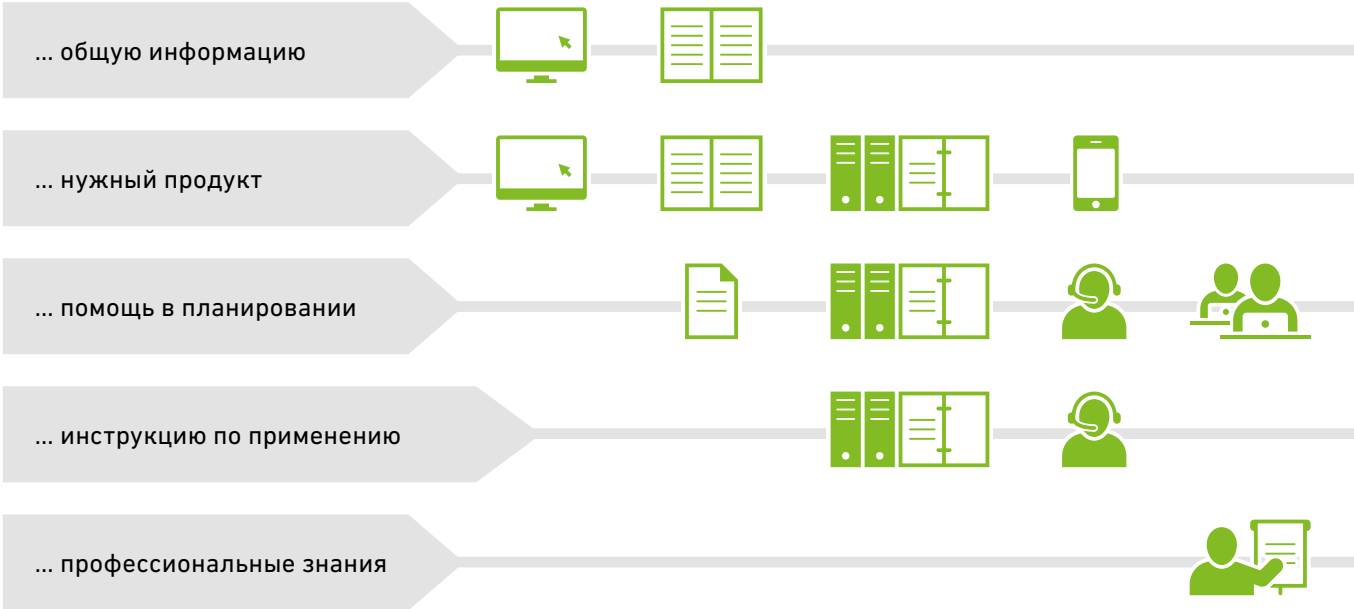 ... общую информацию
... нужный продукт
... помощь в планировании
... инструкцию по применению
... профессиональные знания